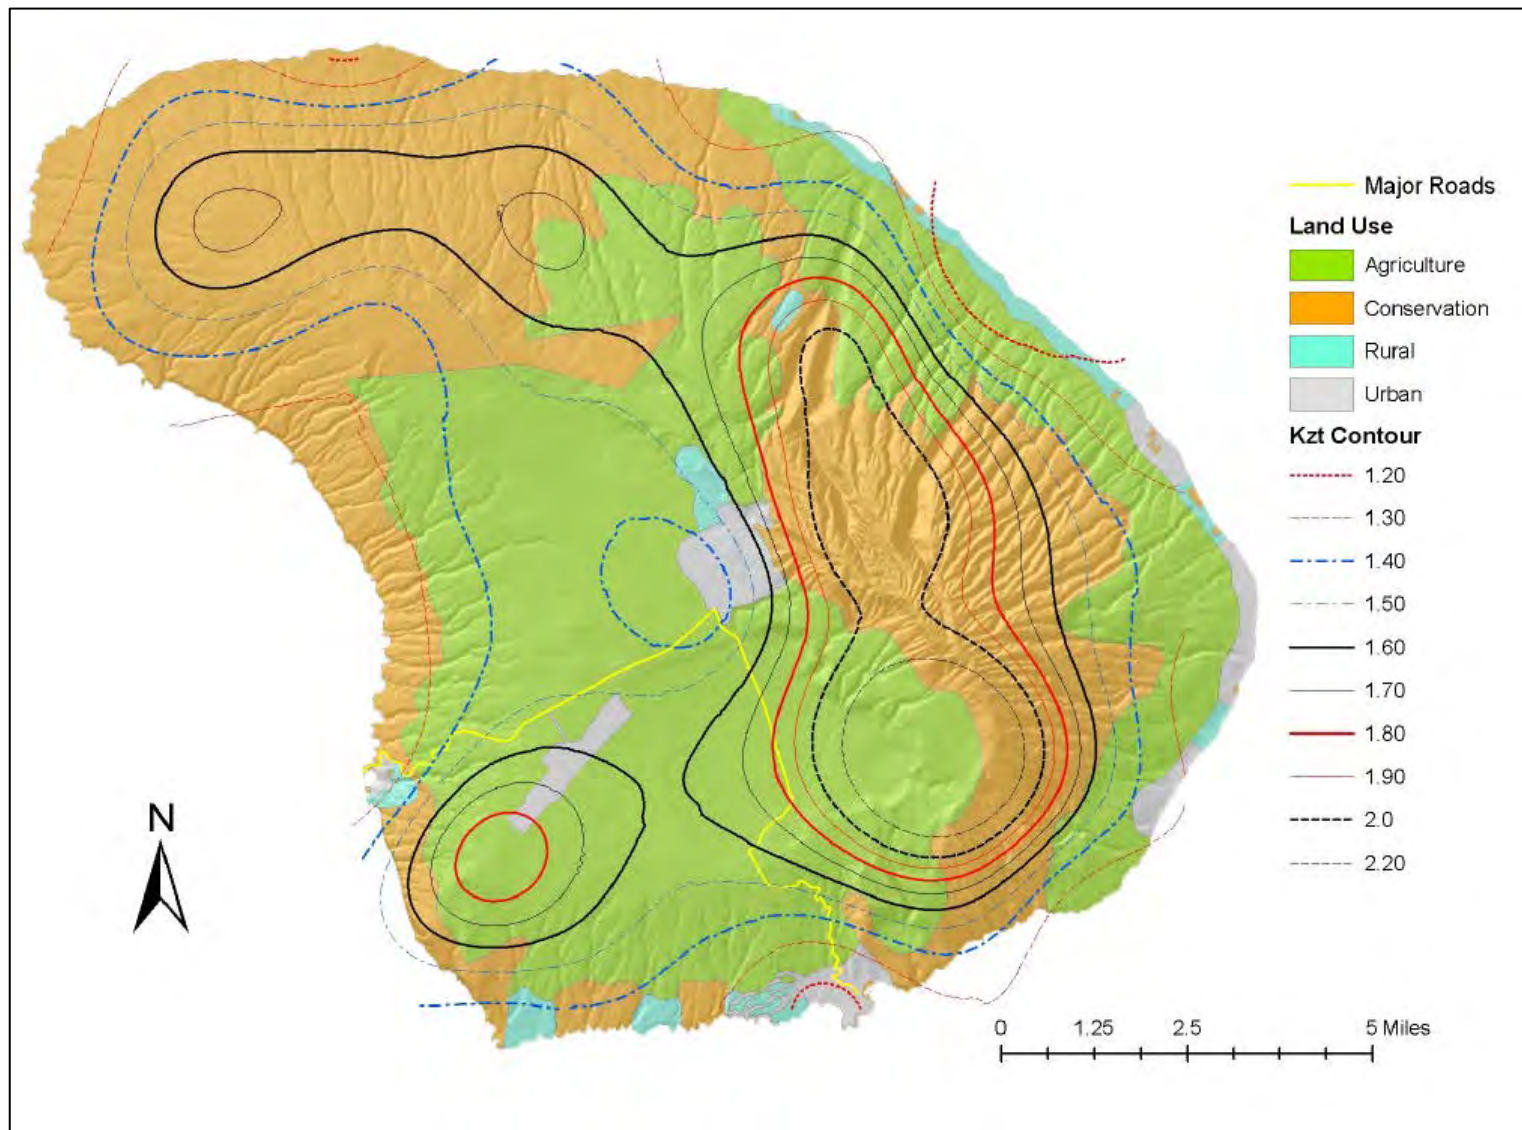 Major Roads
Land Use
Agriculture
Conservation
Rural
Urban
Kzt Contour
1.20
1.30
1.40
1.50
1.60
1.70
1.80
1.90
2.0
2.20
N
0 1.25 2.5 5 Miles